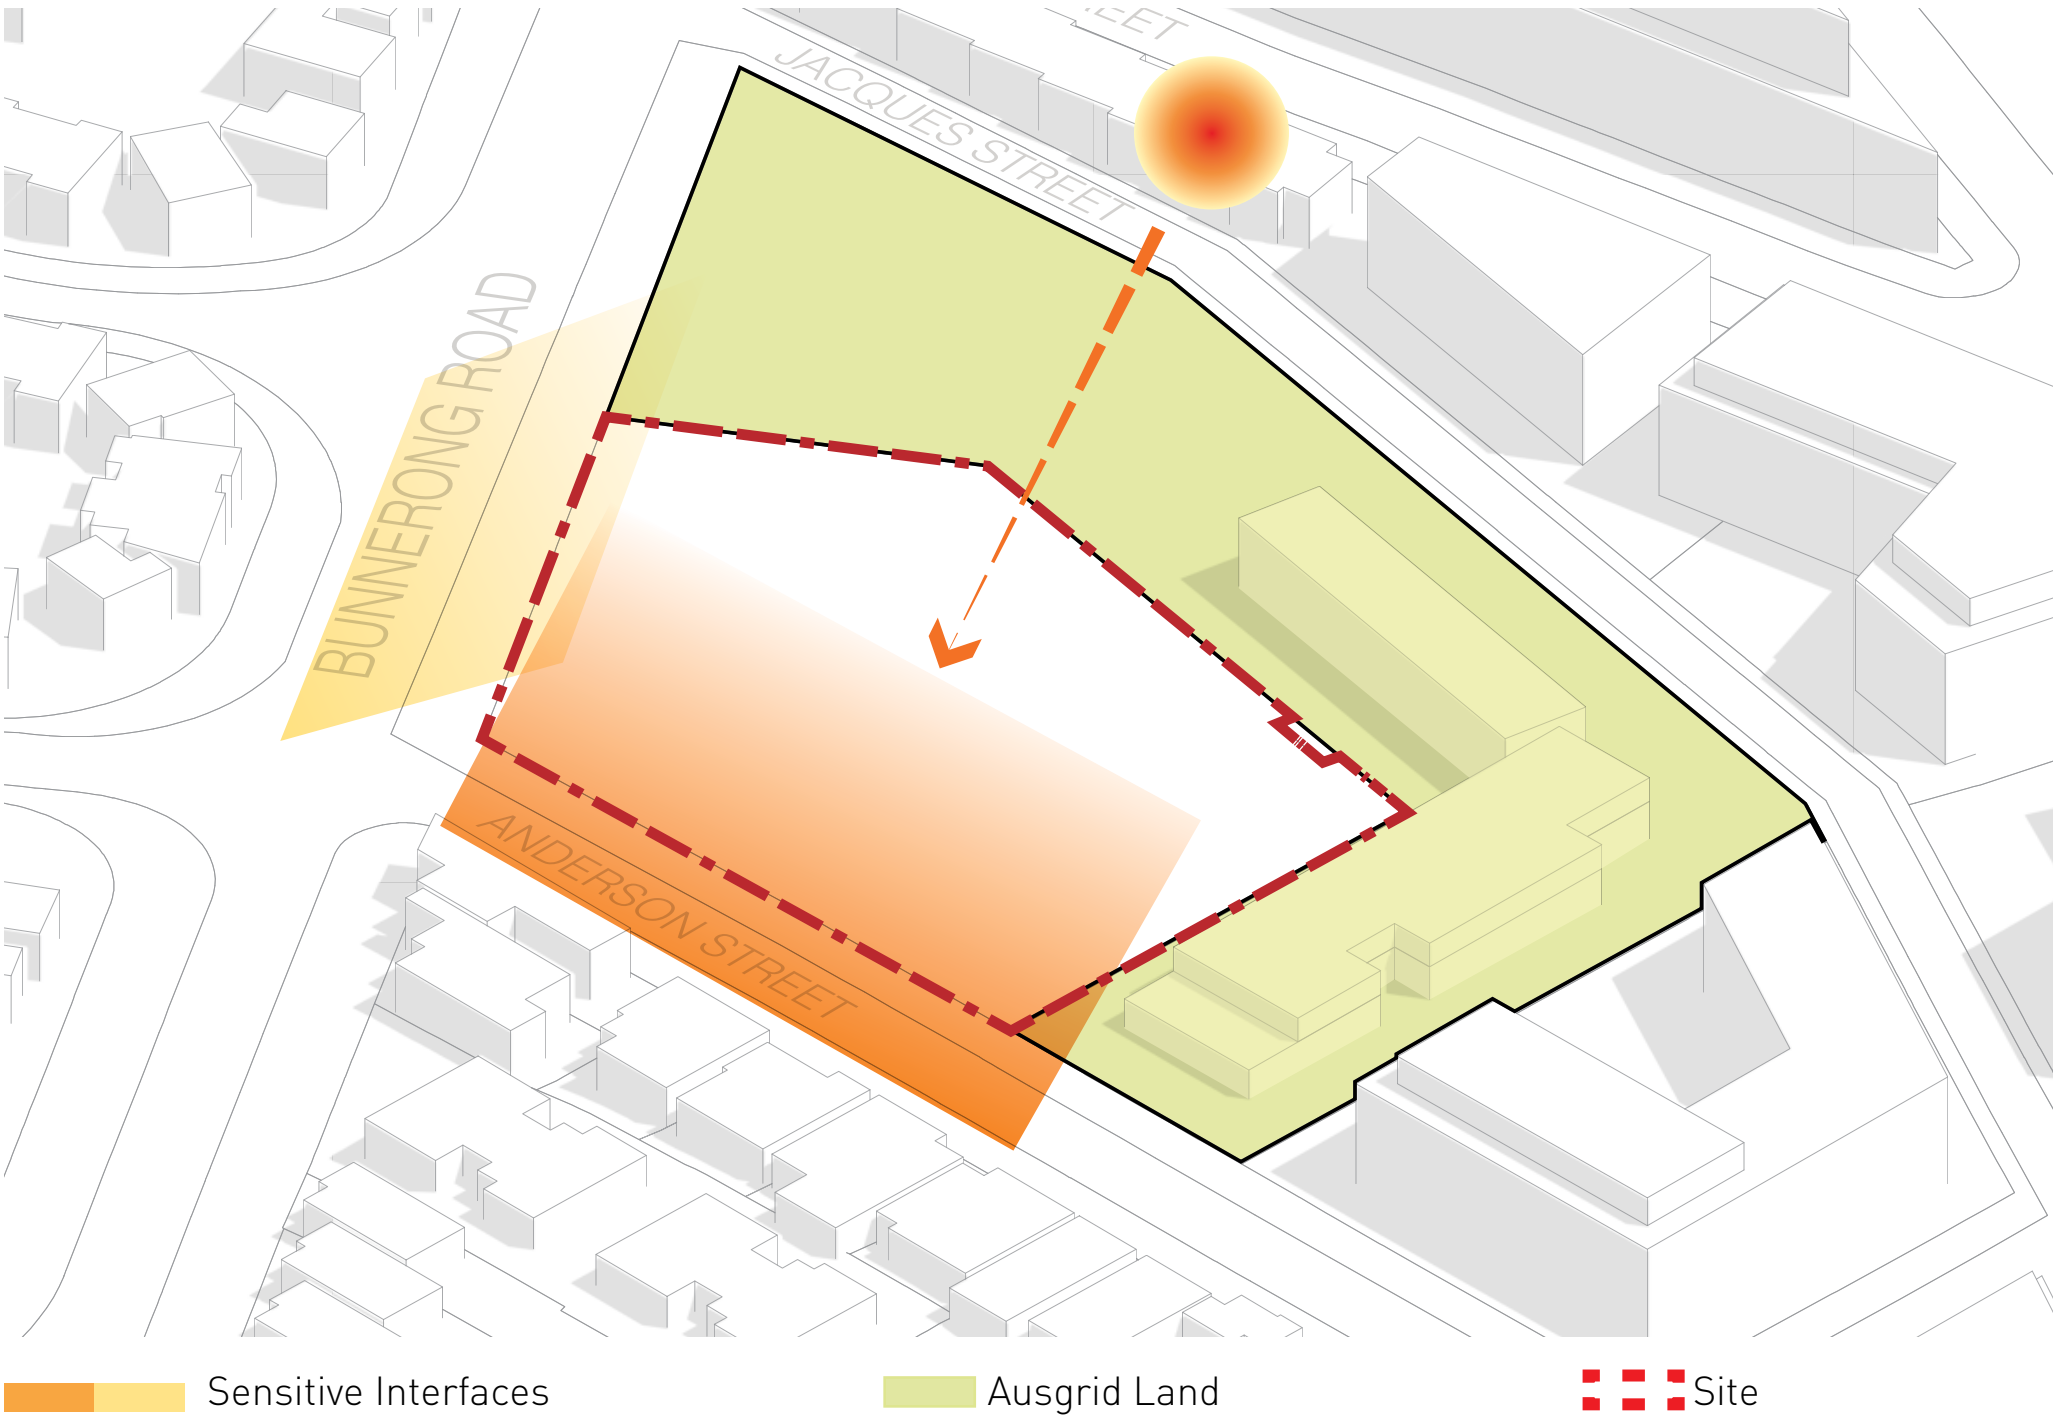 JACQUES STREET
BUNNERONG ROAD
ANDERSON STREET
Sensitive Interfaces
Ausgrid Land
Site